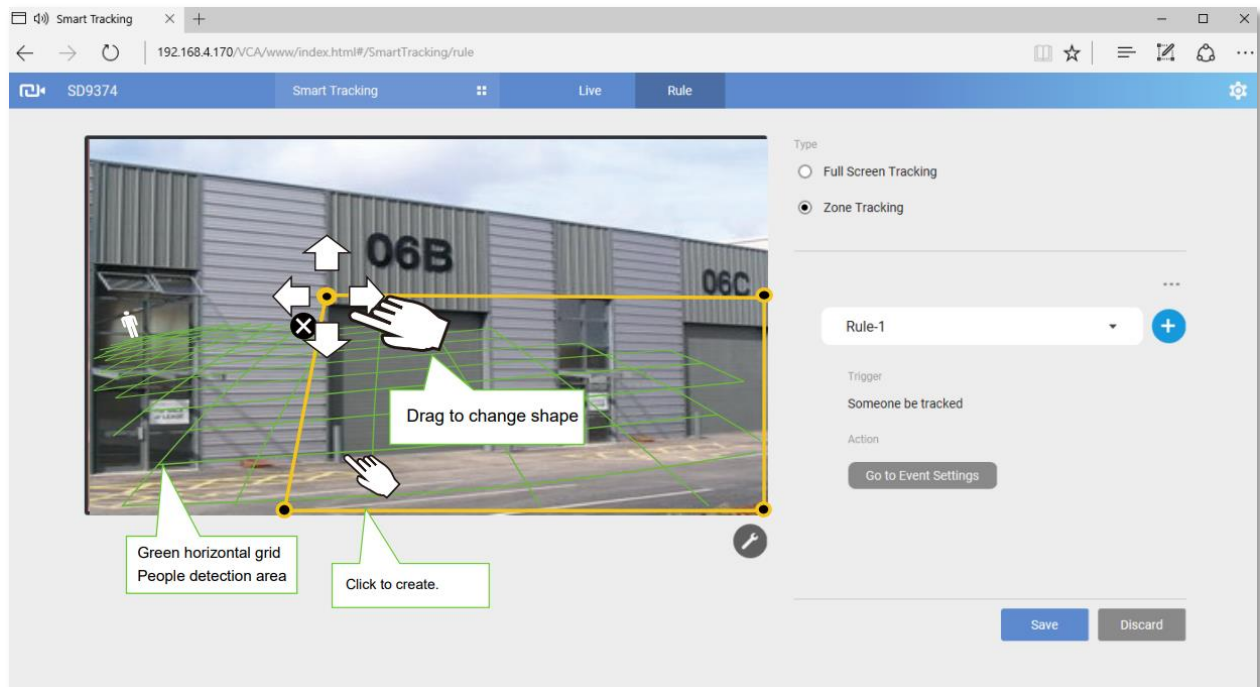 Smart Tracking
192.168.4.170/VCA/www/index.html#/SmartTracking/rule
SD9374
Smart Tracking
Live
Rule
Type
Full Screen Tracking
Zone Tracking
06B
06C
Rule-1
Trigger
Someone be tracked
Action
Go to Event Settings
Drag to change shape
Green horizontal grid
People detection area
Click to create.
Save
Discard